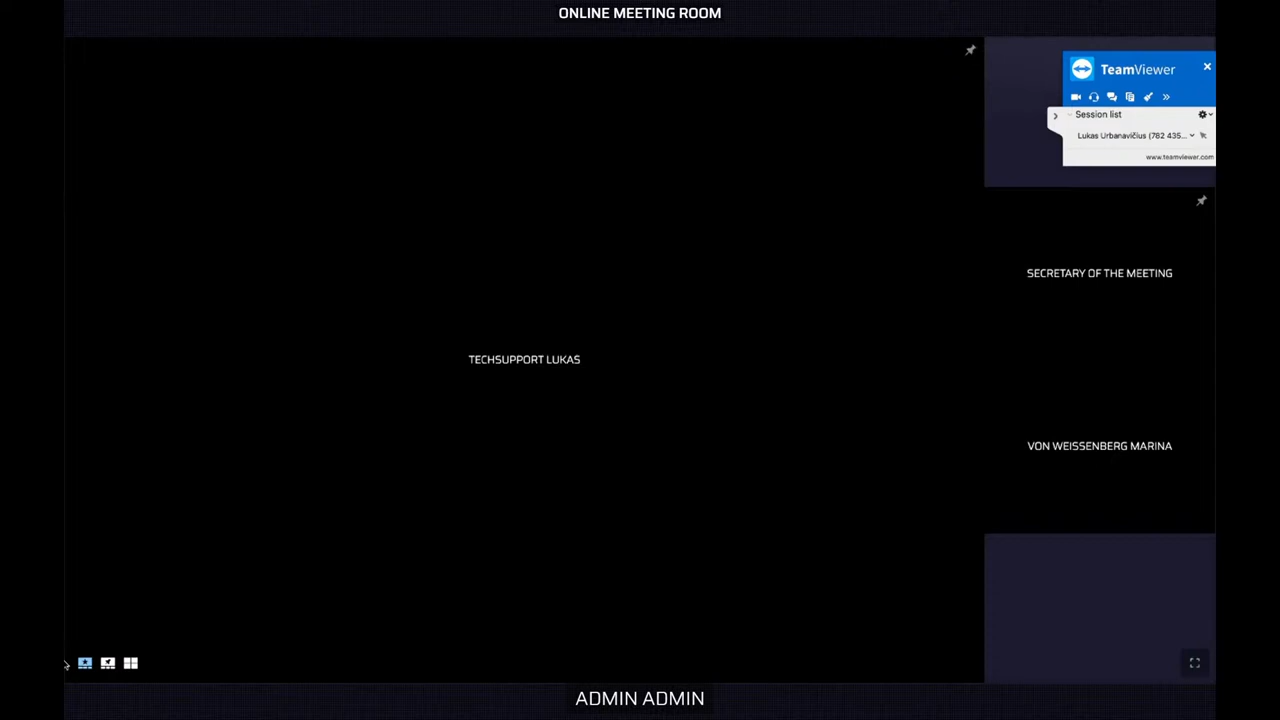 ONLINE MEETING ROOM
TeamViewer
Session list
Lukas Urbanavičius (782 435...
www.teamviewer.com
SECRETARY OF THE MEETING
TECHSUPPORT LUKAS
VON WEISSENBERG MARINA
ADMIN ADMIN